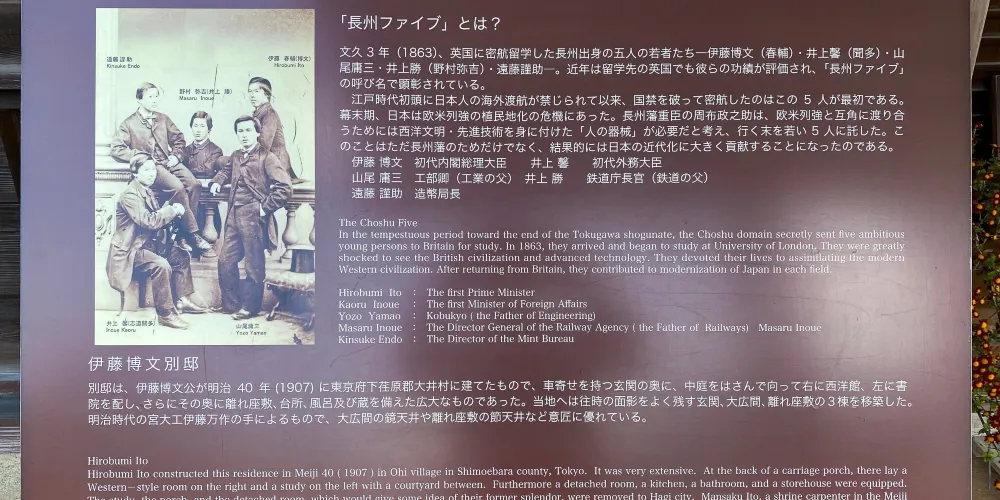 遠藤 謹助
Kinsuke Endo
伊藤 春輔(博文)
Hirobumi Ito
野村 弥吉(井上 勝)
Masaru Inoue
井上 馨(志道聞多)
Inoue Kaoru
山尾庸三
Yozo Yamao
「長州ファイブ」とは？
文久３年（1863）、英国に密航留学した長州出身の五人の若者たち―伊藤博文（春輔）・井上馨（聞多）・山
尾庸三・井上勝（野村弥吉）・遠藤謹助―。近年は留学先の英国でも彼らの功績が評価され、「長州ファイブ」
の呼び名で顕彰されている。
江戸時代初頭に日本人の海外渡航が禁じられて以来、国禁を破って密航したのはこの５人が最初である。
幕末期、日本は欧米列強の植民地化の危機にあった。長州藩重臣の周布政之助は、欧米列強と互角に渡り合
うためには西洋文明・先進技術を身に付けた「人の器械」が必要だと考え、行く末を若い５人に託した。こ
のことはただ長州藩のためだけでなく、結果的には日本の近代化に大きく貢献することになったのである。
伊藤 博文　初代内閣総理大臣　　井上 馨　　初代外務大臣
山尾 庸三　工部卿（工業の父）　井上 勝　　鉄道庁長官（鉄道の父）
遠藤 謹助　造幣局長
The Choshu Five
In the tempestuous period toward the end of the Tokugawa shogunate, the Choshu domain secretly sent five ambitious
young persons to Britain for study. In 1863, they arrived and began to study at University of London. They were greatly
shocked to see the British civilization and advanced technology. They devoted their lives to assimilating the modern
Western civilization. After returning from Britain, they contributed to modernization of Japan in each field.
Hirobumi Ito : The first Prime Minister
Kaoru Inoue : The first Minister of Foreign Affairs
Yozo Yamao : Kobukyo ( the Father of Engineering)
Masaru Inoue : The Director General of the Railway Agency ( the Father of Railways) Masaru Inoue
Kinsuke Endo : The Director of the Mint Bureau
伊藤博文別邸
別邸は、伊藤博文公が明治 40 年 (1907) に東京府下荏原郡大井村に建てたもので、車寄せを持つ玄関の奥に、中庭をはさんで向って右に西洋館、左に書
院を配し、さらにその奥に離れ座敷、台所、風呂及び蔵を備えた広大なものであった。当地へは往時の面影をよく残す玄関、大広間、離れ座敷の３棟を移築した。
明治時代の宮大工伊藤万作の手によるもので、大広間の鏡天井や離れ座敷の節天井など意匠に優れている。
Hirobumi Ito
Hirobumi Ito constructed this residence in Meiji 40 ( 1907 ) in Ohi village in Shimoebara county, Tokyo. It was very extensive. At the back of a carriage porch, there lay a
Western−style room on the right and a study on the left with a courtyard between. Furthermore a detached room, a kitchen, a bathroom, and a storehouse were equipped.
The study, the porch, and the detached room, which would give some idea of their former splendor, were removed to Hagi city. Mansaku Ito, a shrine carpenter in the Meiji